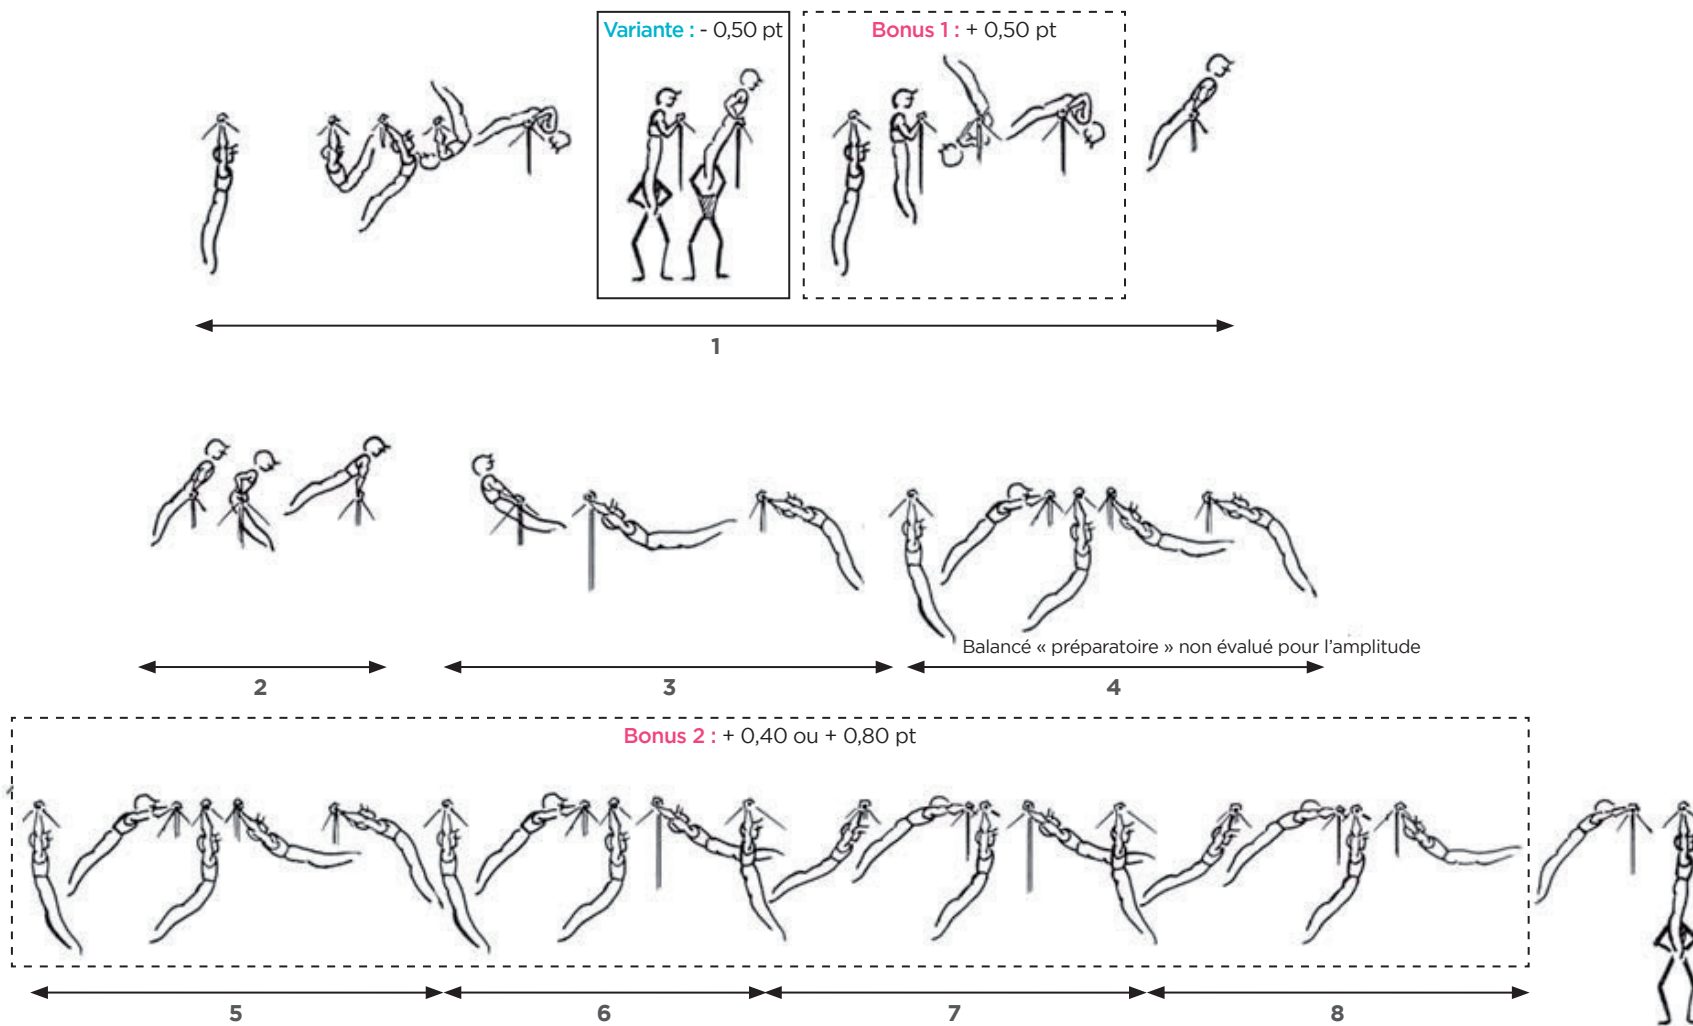 Variante : - 0,50 pt
Bonus 1 : + 0,50 pt
1
Balancé « préparatoire » non évalué pour l'amplitude
2
3
4
Bonus 2 : + 0,40 ou + 0,80 pt
5
6
7
8